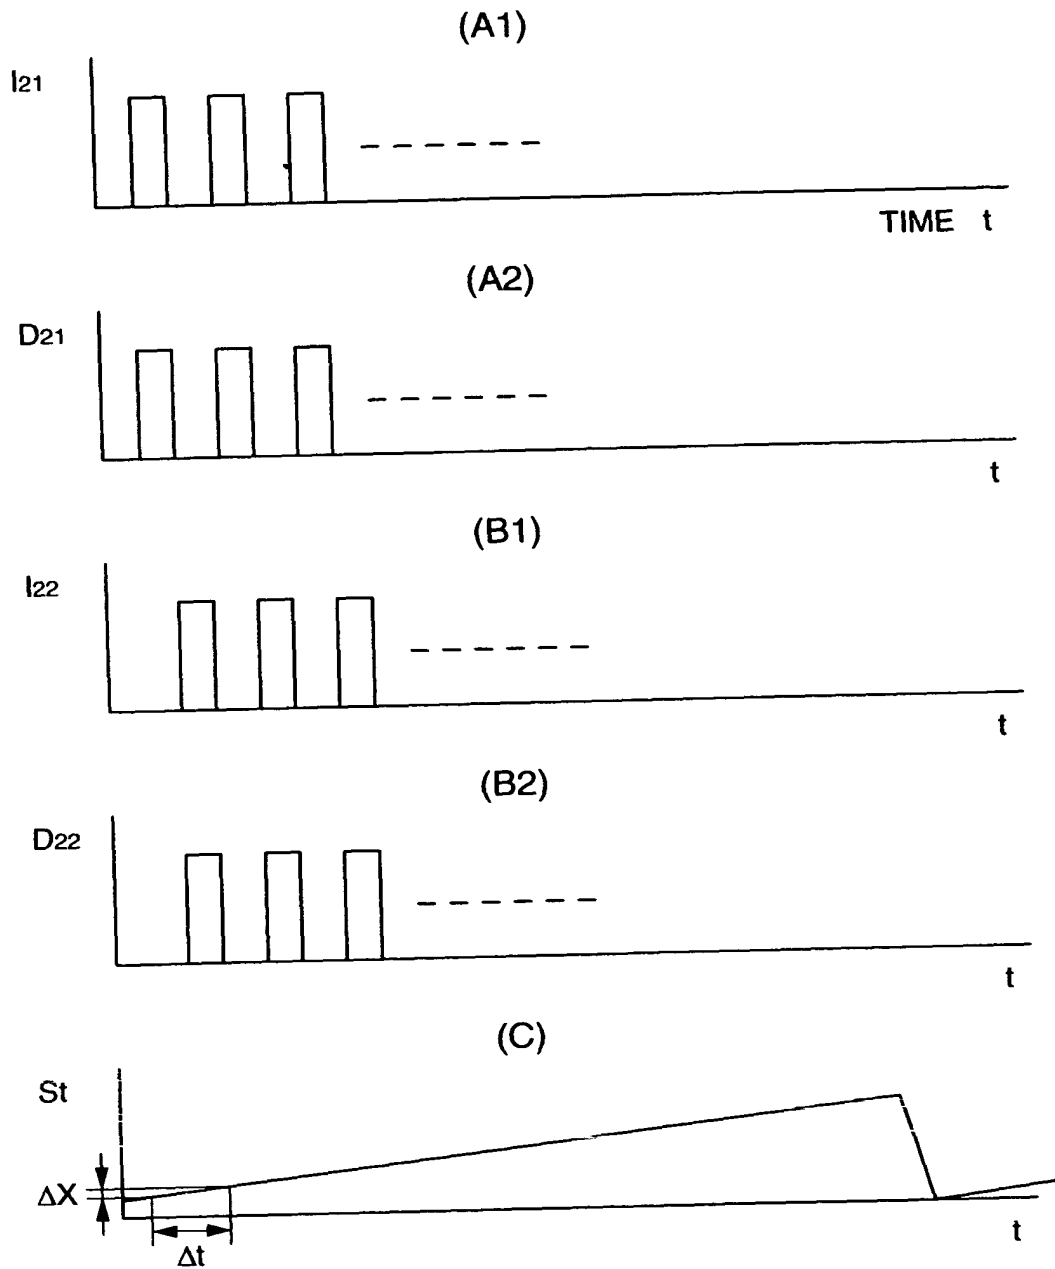 (A1)
I21
TIME t
(A2)
D21
t
(B1)
I22
t
(B2)
D22
t
(C)
St
ΔX
t
Δt